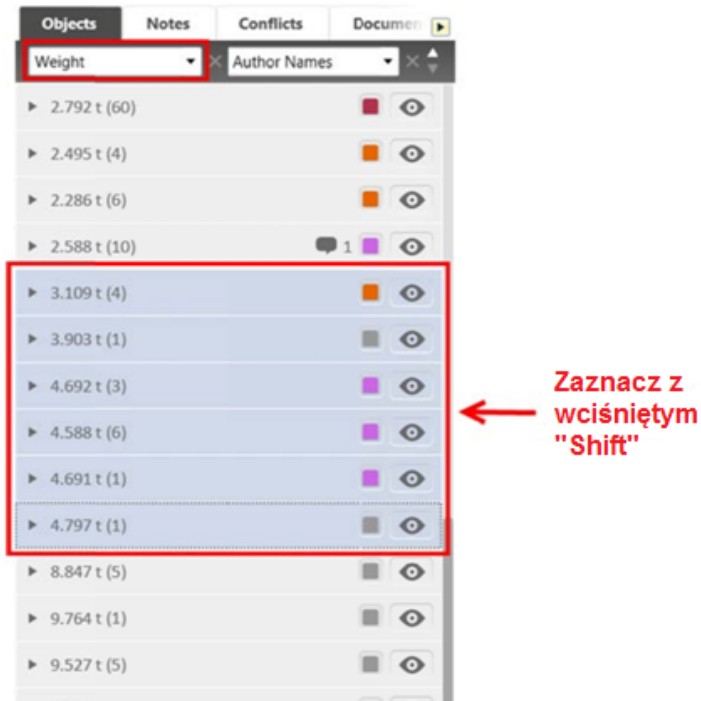 Objects Notes Conflicts Documen
Weight Author Names
2.792 t (60)
2.495 t (4)
2.286 t (6)
2.588 t (10) 1
3.109 t (4)
3.903 t (1)
4.692 t (3)
4.588 t (6)
4.691 t (1)
4.797 t (1)
8.847 t (5)
9.764 t (1)
9.527 t (5)
Zaznacz z
wciśniętym
"Shift"